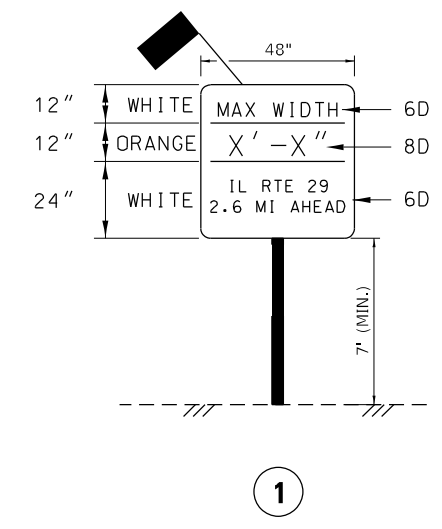 48"
12" WHITE MAX WIDTH 6D
12" ORANGE X'-X" 8D
24" WHITE IL RTE 29 6D
2.6 MI AHEAD
7' (MIN.)
1